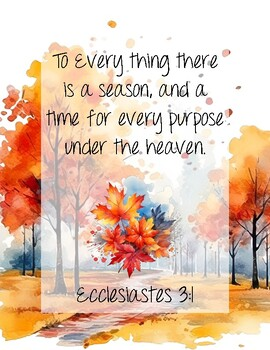 To Every thing there
is a season, and a
time for every purpose
under the heaven.
Ecclesiastes 3:1